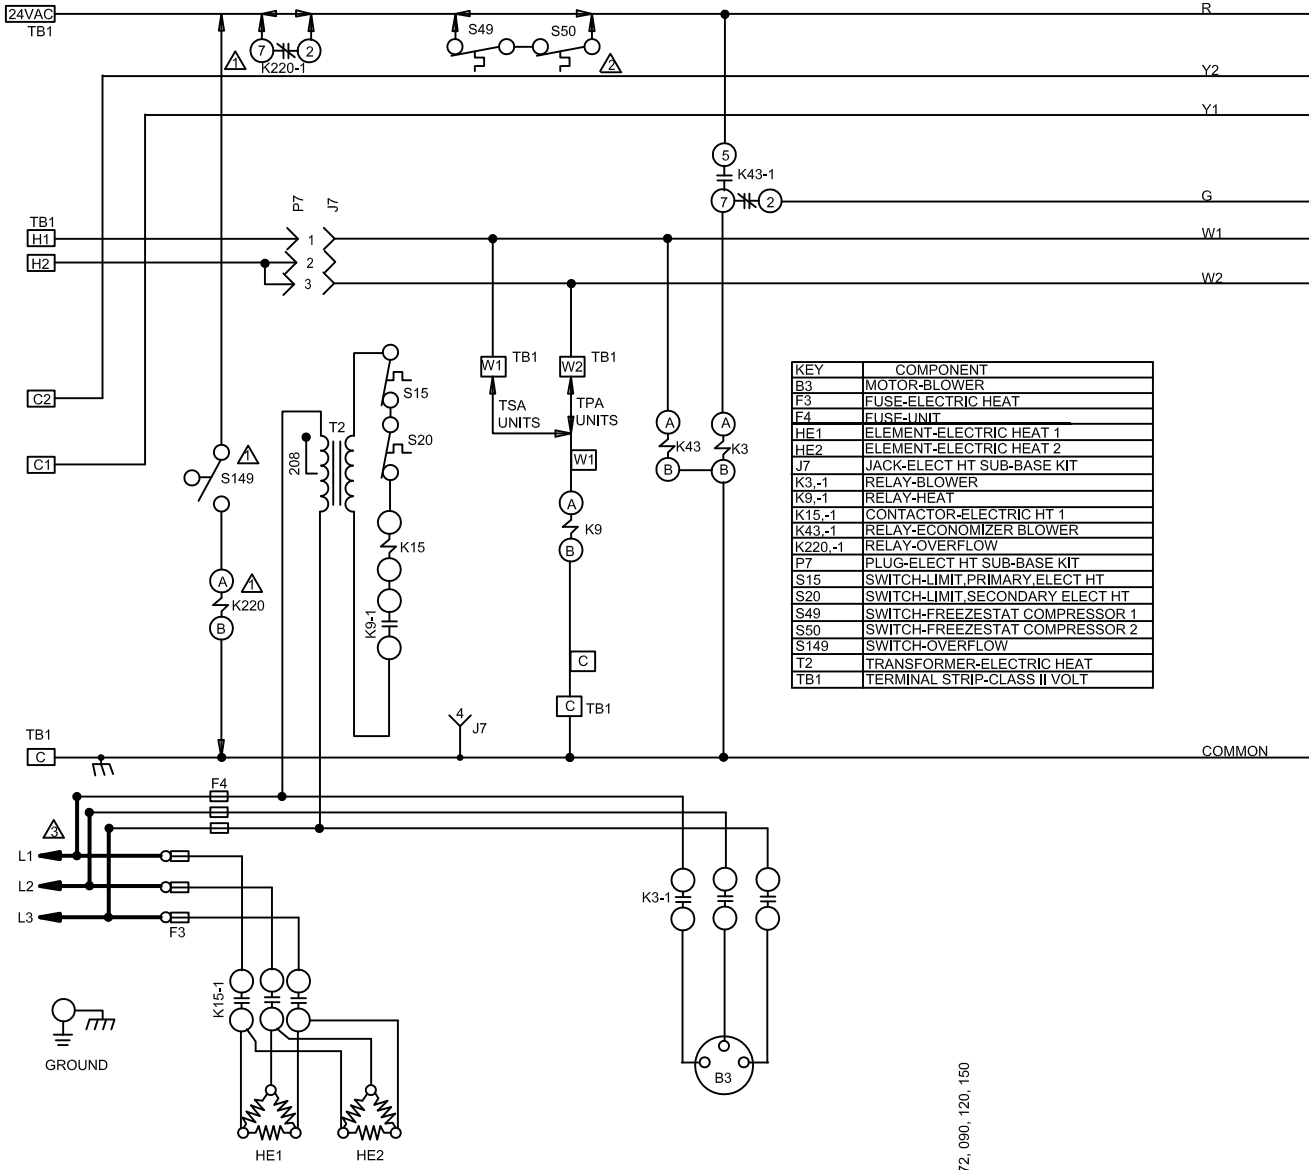 24VAC
TB1
R
S49
S50
1
7
2
K220-1
2
Y2
Y1
5
K43-1
7
2
G
P7
J7
TB1
H1
1
W1
H2
2
3
W2
W1
TB1
W2
TB1
TSA
UNITS
TPA
UNITS
C2
C1
S15
S20
T2
208
1
S149
A
K43
B
A
K3
B
W1
A
K9
B
K15
K9-1
A
1
K220
B
KEY COMPONENT
B3 MOTOR-BLOWER
F3 FUSE-ELECTRIC HEAT
F4 FUSE-UNIT
HE1 ELEMENT-ELECTRIC HEAT 1
HE2 ELEMENT-ELECTRIC HEAT 2
J7 JACK-ELECT HT SUB-BASE KIT
K3,-1 RELAY-BLOWER
K9,-1 RELAY-HEAT
K15,-1 CONTACTOR-ELECTRIC HT 1
K43,-1 RELAY-ECONOMIZER BLOWER
K220,-1 RELAY-OVERFLOW
P7 PLUG-ELECT HT SUB-BASE KIT
S15 SWITCH-LIMIT,PRIMARY,ELECT HT
S20 SWITCH-LIMIT,SECONDARY ELECT HT
S49 SWITCH-FREEZESTAT COMPRESSOR 1
S50 SWITCH-FREEZESTAT COMPRESSOR 2
S149 SWITCH-OVERFLOW
T2 TRANSFORMER-ELECTRIC HEAT
TB1 TERMINAL STRIP-CLASS II VOLT
C
C
TB1
4
J7
TB1
C
COMMON
F4
3
L1
L2
L3
F3
K3-1
K15-1
GROUND
B3
HE1
HE2
72, 090, 120, 150